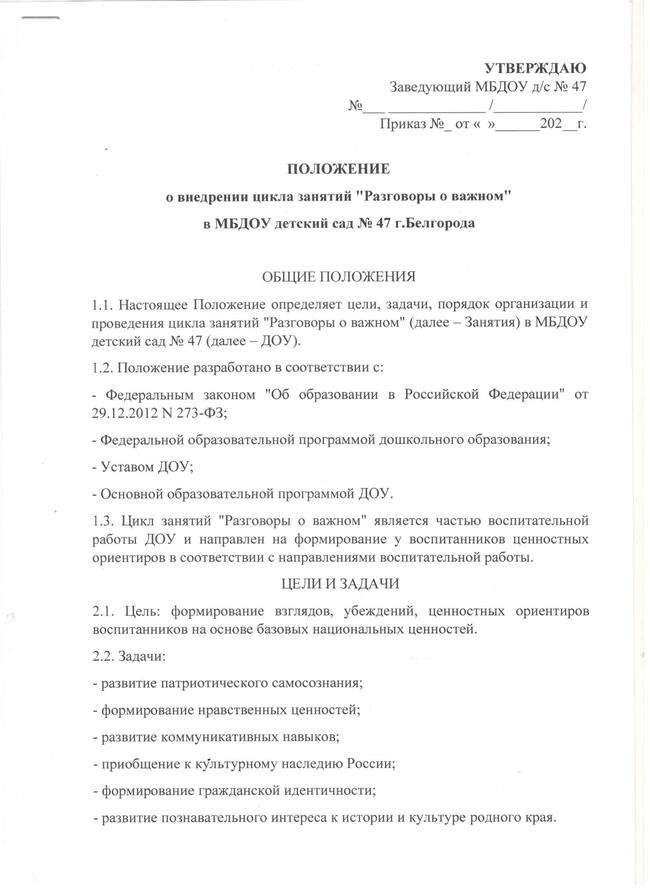 УТВЕРЖДАЮ
Заведующий МБДОУ д/с № 47
№___ _____________ /____________/
Приказ №_ от « »______202__г.
ПОЛОЖЕНИЕ
о внедрении цикла занятий "Разговоры о важном"
в МБДОУ детский сад № 47 г.Белгорода
ОБЩИЕ ПОЛОЖЕНИЯ
1.1. Настоящее Положение определяет цели, задачи, порядок организации и
проведения цикла занятий "Разговоры о важном" (далее – Занятия) в МБДОУ
детский сад № 47 (далее – ДОУ).
1.2. Положение разработано в соответствии с:
- Федеральным законом "Об образовании в Российской Федерации" от
29.12.2012 N 273-ФЗ;
- Федеральной образовательной программой дошкольного образования;
- Уставом ДОУ;
- Основной образовательной программой ДОУ.
1.3. Цикл занятий "Разговоры о важном" является частью воспитательной
работы ДОУ и направлен на формирование у воспитанников ценностных
ориентиров в соответствии с направлениями воспитательной работы.
ЦЕЛИ И ЗАДАЧИ
2.1. Цель: формирование взглядов, убеждений, ценностных ориентиров
воспитанников на основе базовых национальных ценностей.
2.2. Задачи:
- развитие патриотического самосознания;
- формирование нравственных ценностей;
- развитие коммуникативных навыков;
- приобщение к культурному наследию России;
- формирование гражданской идентичности;
- развитие познавательного интереса к истории и культуре родного края.